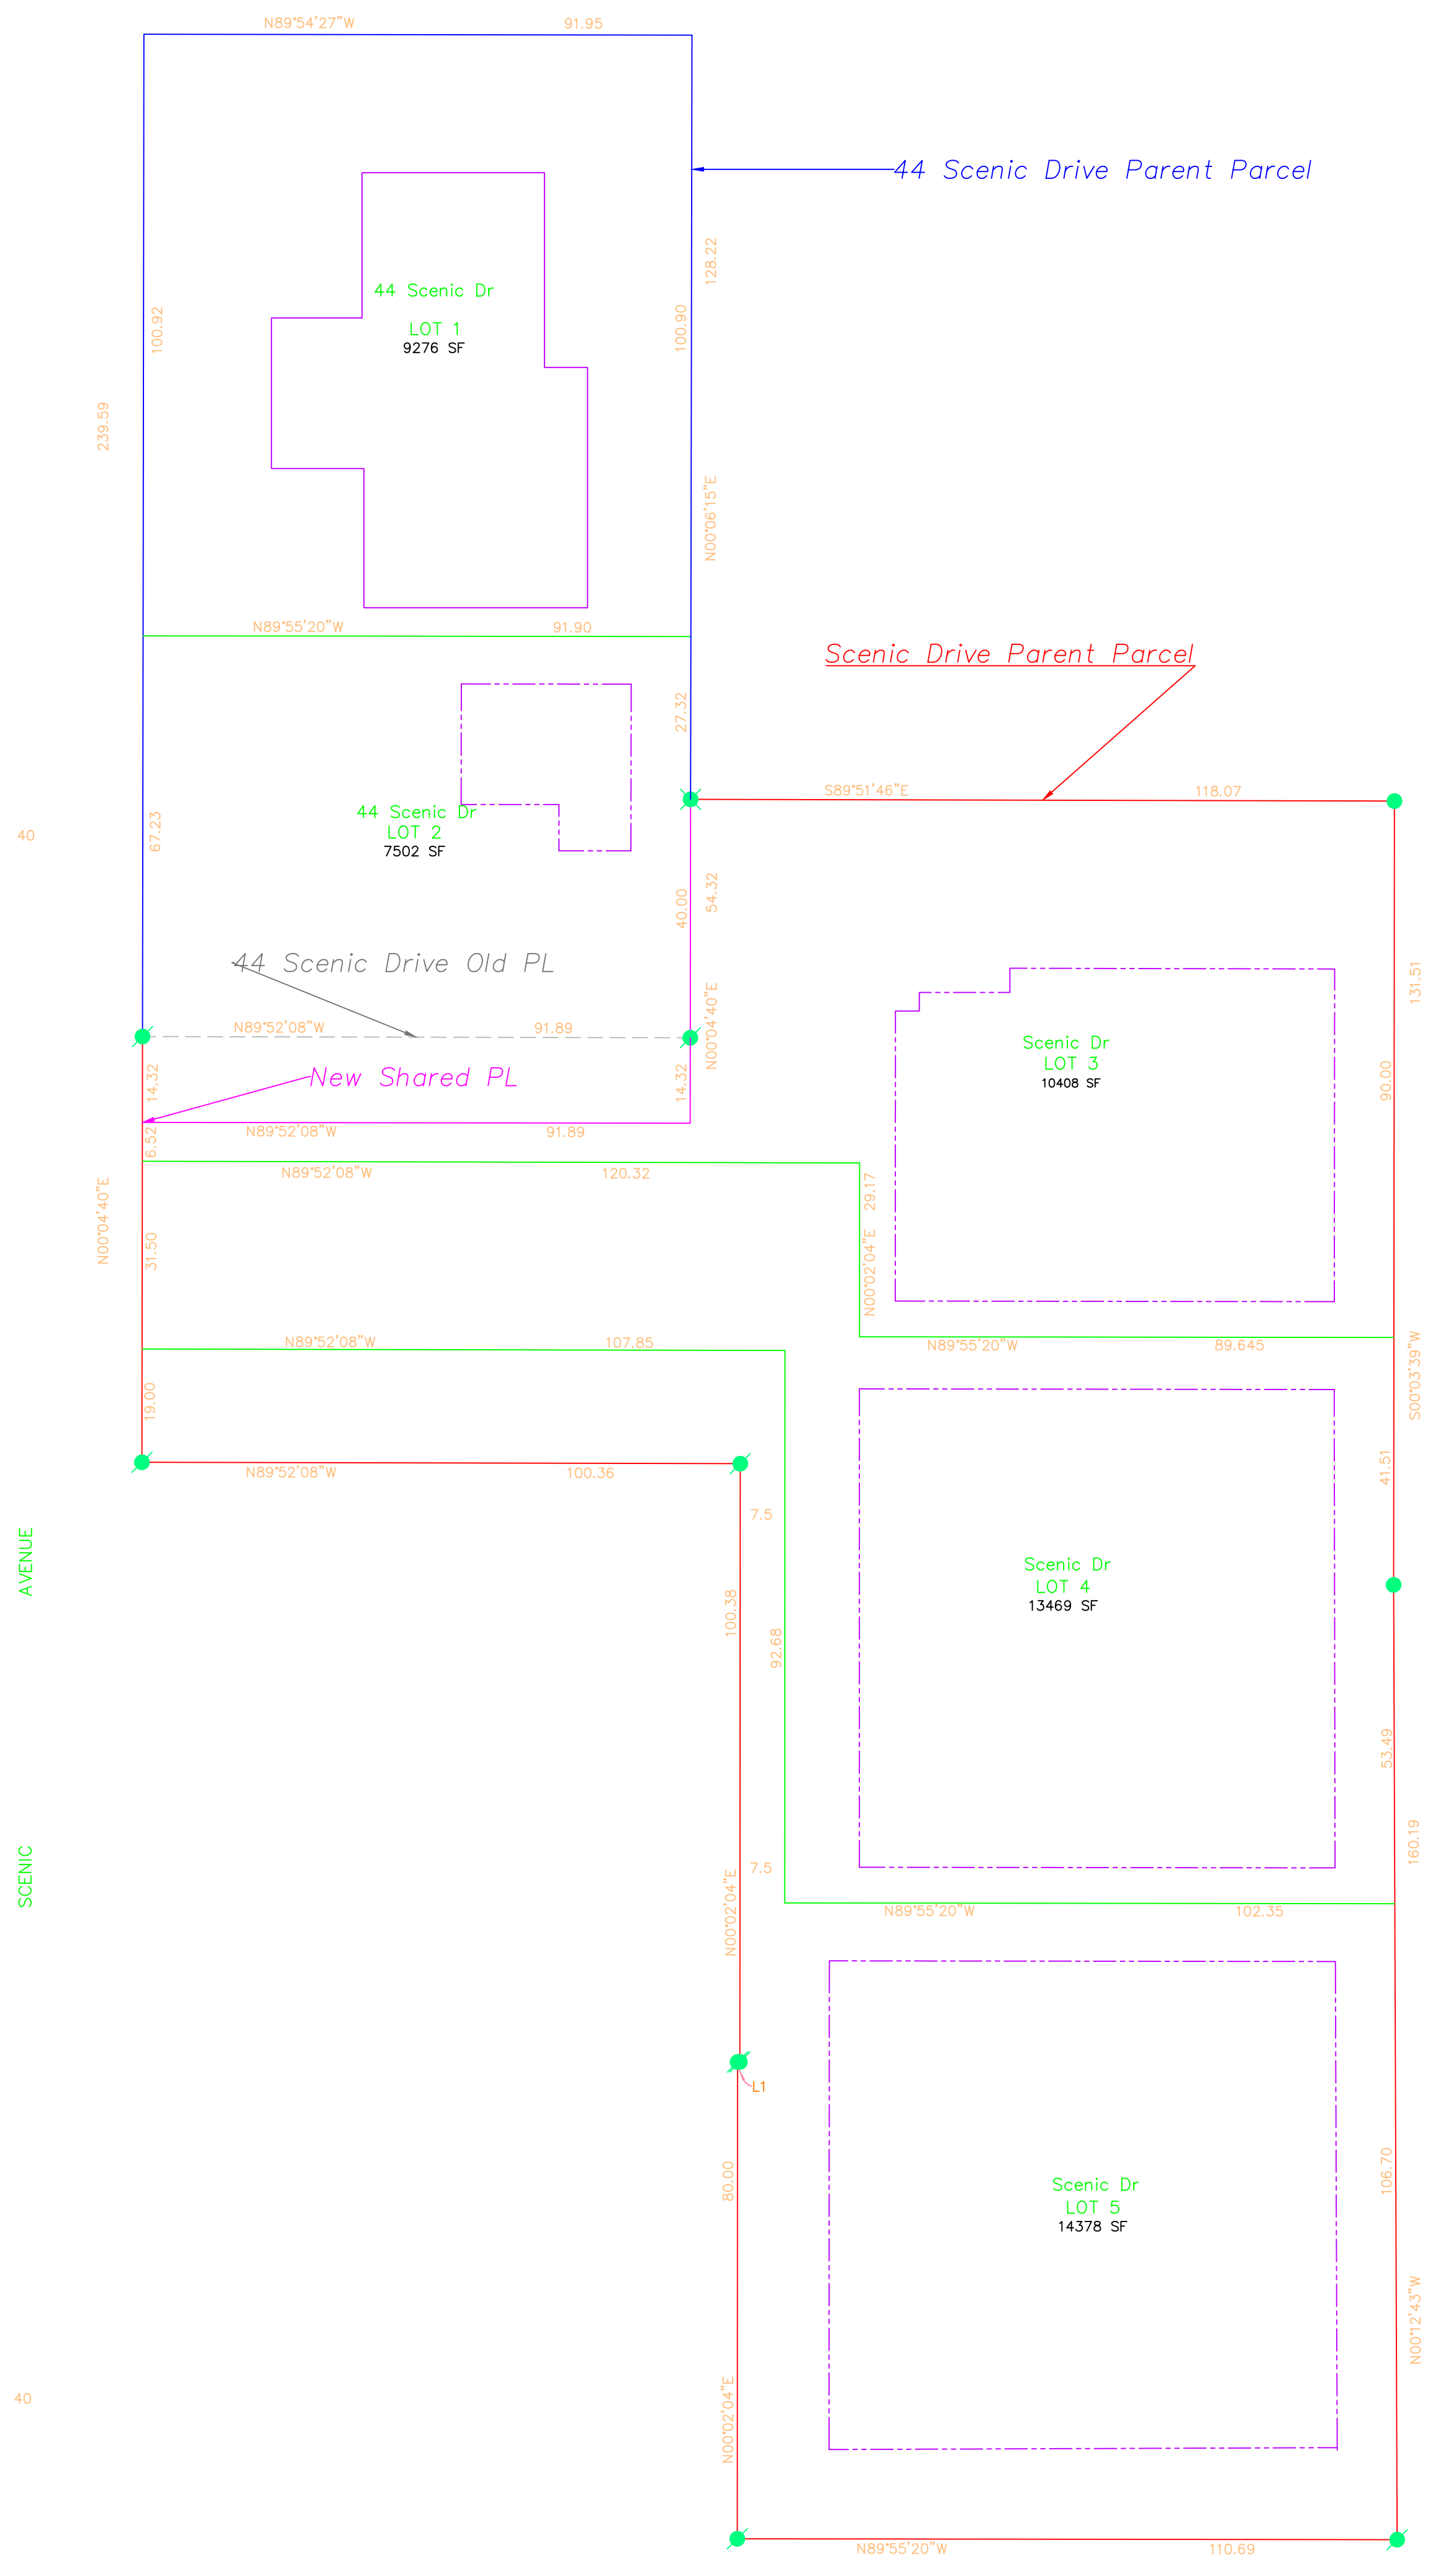 N89°54'27"W 91.95
44 Scenic Drive Parent Parcel
128.22
44 Scenic Dr
LOT 1
9276 SF
100.92
100.90
239.59
N00°06'15"E
N89°55'20"W 91.90
Scenic Drive Parent Parcel
27.32
S89°51'46"E 118.07
44 Scenic Dr
LOT 2
7502 SF
40
67.23
40.00
54.32
44 Scenic Drive Old PL
131.51
N89°52'08"W 91.89
N00°04'40"E
Scenic Dr
LOT 3
10408 SF
14.32
New Shared PL
14.32
90.00
N89°52'08"W 91.89
6.52
N89°52'08"W 120.32
N00°04'40"E
31.50
N00°02'04"E 29.17
N89°52'08"W 107.85
N89°55'20"W 89.645
S00°03'39"W
19.00
N89°52'08"W 100.36
41.51
7.5
SCENIC AVENUE
100.38
92.68
Scenic Dr
LOT 4
13469 SF
53.49
160.19
7.5
N00°02'04"E
N89°55'20"W 102.35
L1
80.00
106.70
Scenic Dr
LOT 5
14378 SF
N00°12'43"W
40
N00°02'04"E
N89°55'20"W 110.69